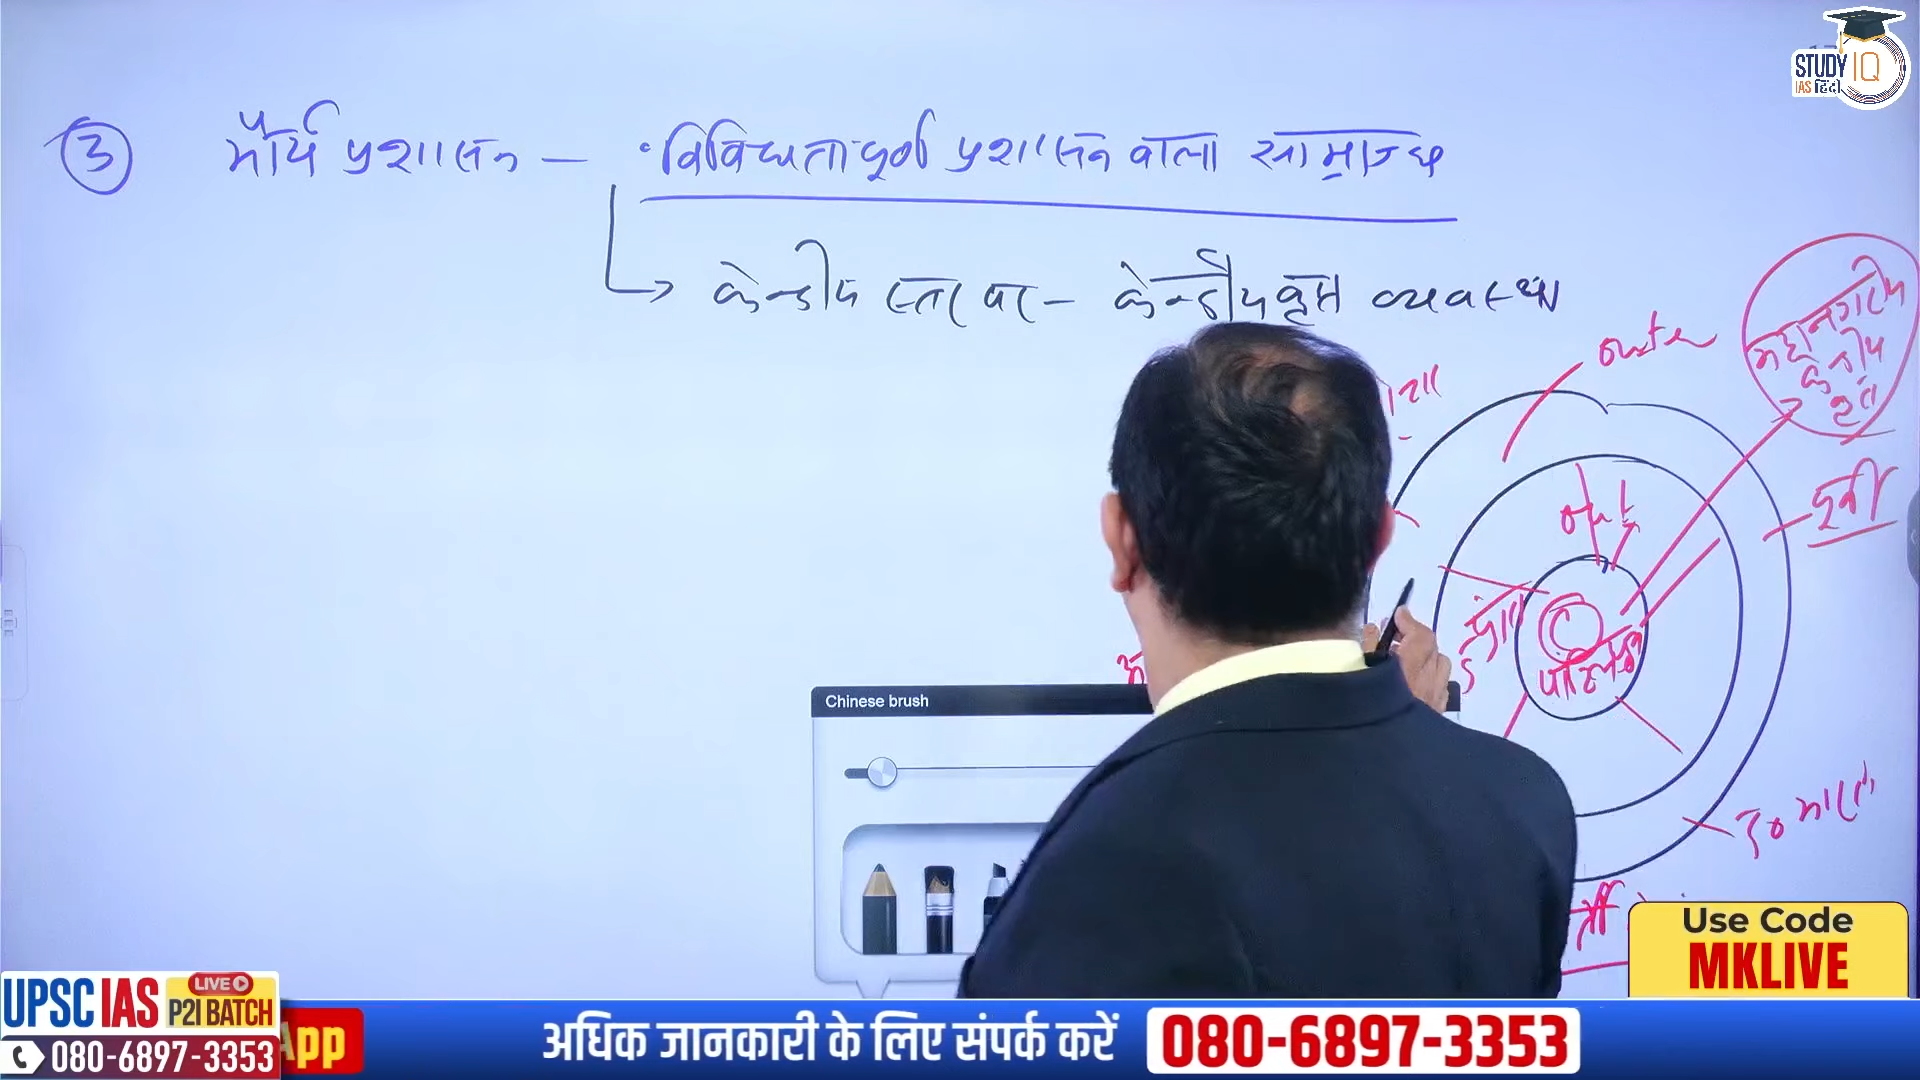 STUDY IQ
IAS हिंदी
③ मौर्य प्रशासन – • विविधतापूर्ण प्रशासन वाला साम्राज्य
केन्द्रीय स्तर पर – केन्द्रीयकृत व्यवस्था
outer
महानगरीय
केन्द्रीय
कृत
पूर्वी
out
प्रांत
C
पाटलिपुत्र
Chinese brush
Use Code
MKLIVE
UPSC IAS
LIVE
P2I BATCH
App
080-6897-3353
अधिक जानकारी के लिए संपर्क करें
080-6897-3353